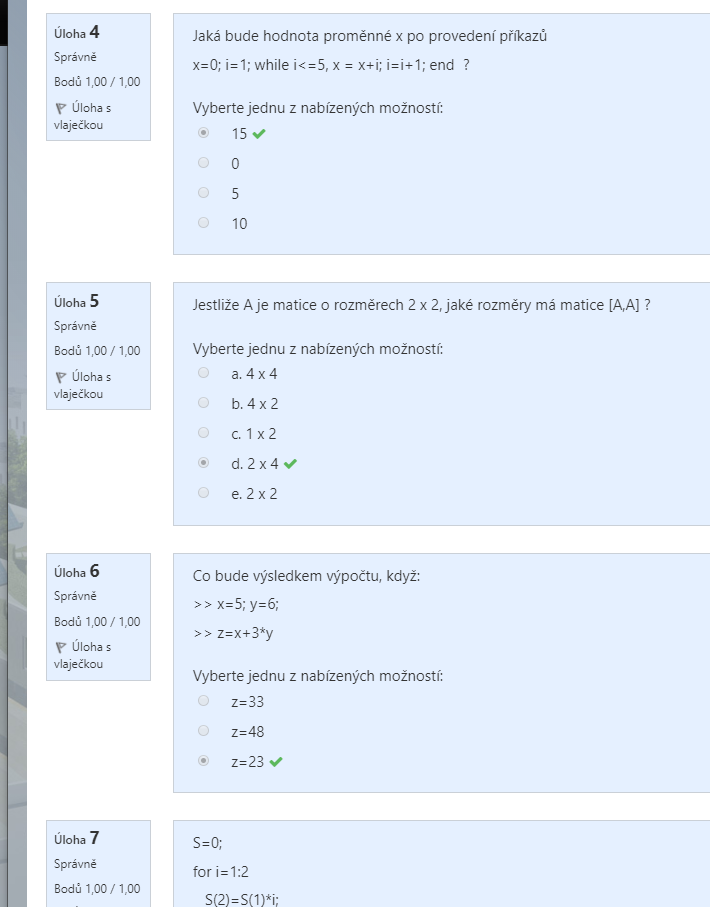 Úloha 4
Správně
Bodů 1,00 / 1,00
Úloha s
vlaječkou
Jaká bude hodnota proměnné x po provedení příkazů
x=0; i=1; while i<=5, x = x+i; i=i+1; end ?
Vyberte jednu z nabízených možností:
15
0
5
10
Úloha 5
Správně
Bodů 1,00 / 1,00
Úloha s
vlaječkou
Jestliže A je matice o rozměrech 2 x 2, jaké rozměry má matice [A,A] ?
Vyberte jednu z nabízených možností:
a. 4 x 4
b. 4 x 2
c. 1 x 2
d. 2 x 4
e. 2 x 2
Úloha 6
Správně
Bodů 1,00 / 1,00
Úloha s
vlaječkou
Co bude výsledkem výpočtu, když:
>> x=5; y=6;
>> z=x+3*y
Vyberte jednu z nabízených možností:
z=33
z=48
z=23
Úloha 7
Správně
Bodů 1,00 / 1,00
S=0;
for i=1:2
S(2)=S(1)*i;